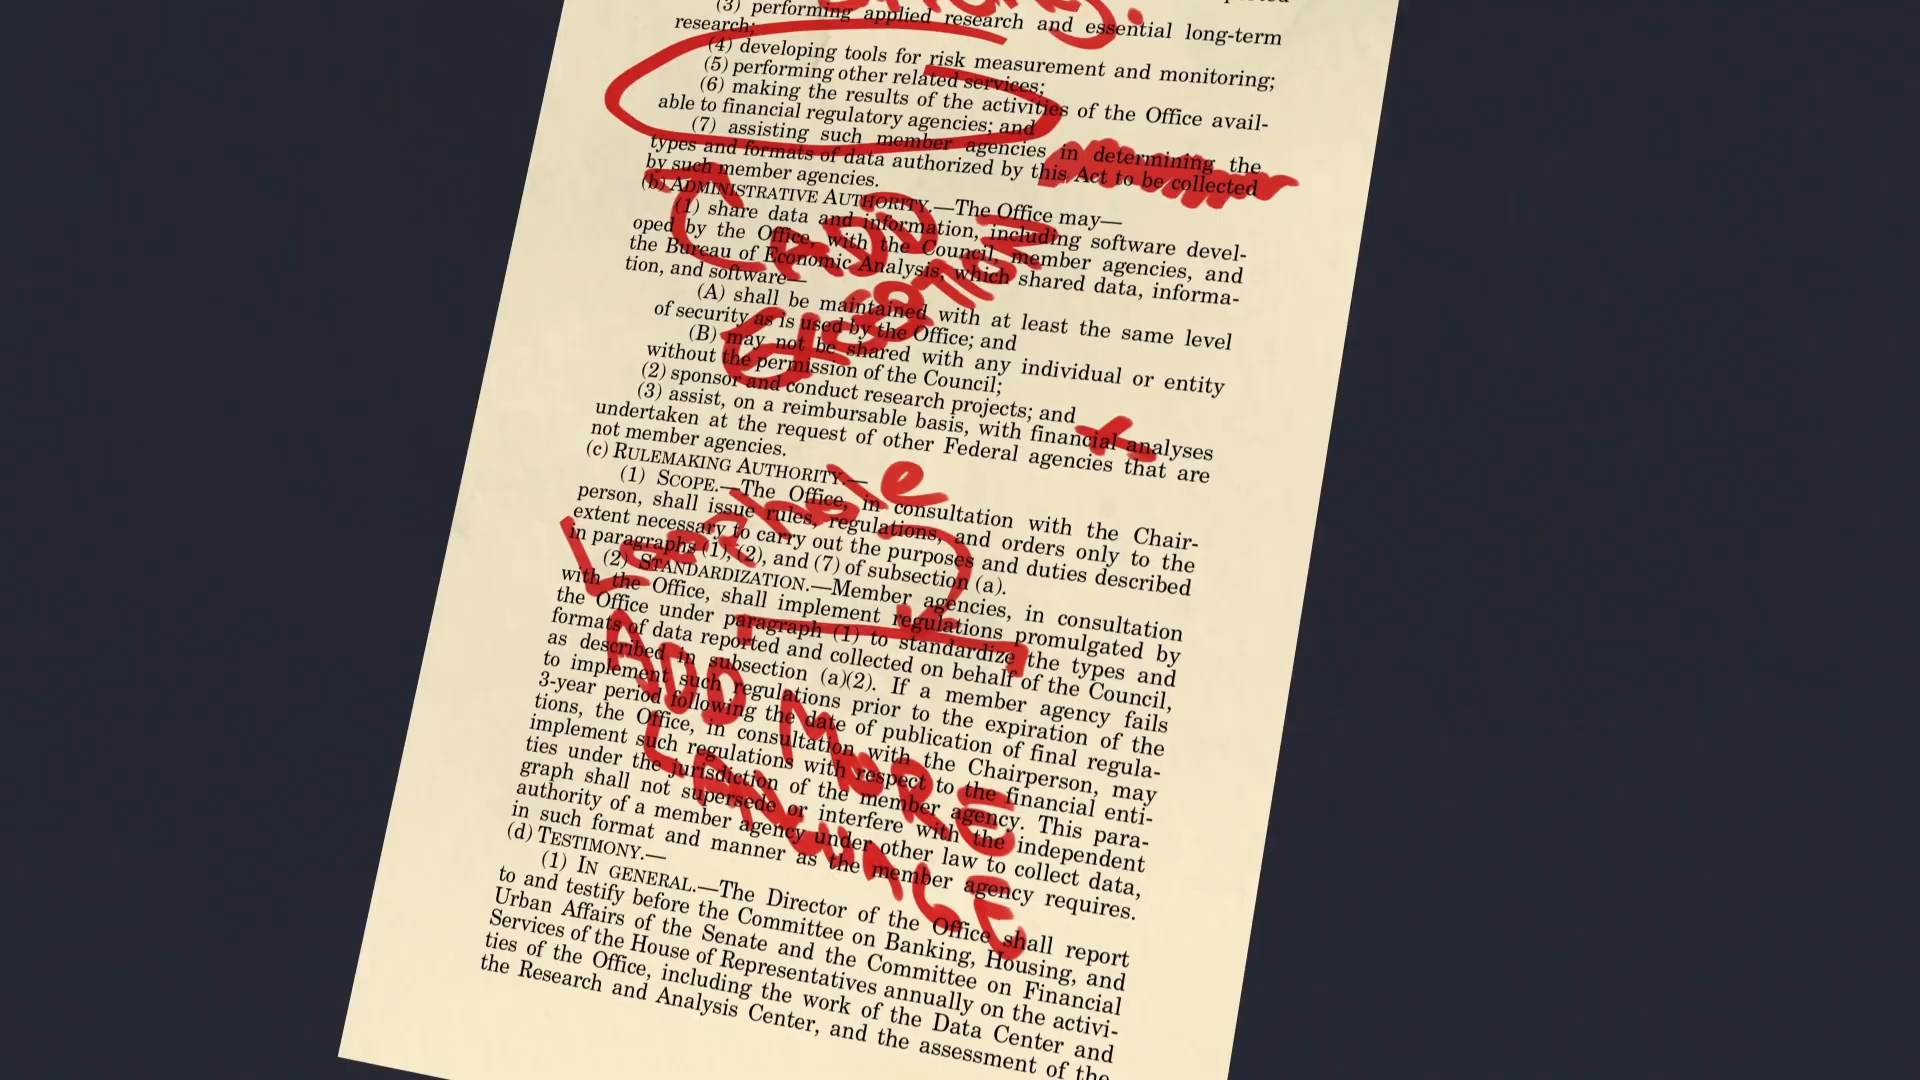 (3) performing applied research and essential long-term
research;
(4) developing tools for risk measurement and monitoring;
(5) performing other related services;
(6) making the results of the activities of the Office avail-
able to financial regulatory agencies; and
(7) assisting such member agencies in determining the
types and formats of data authorized by this Act to be collected
by such member agencies.
(b) ADMINISTRATIVE AUTHORITY.—The Office may—
(1) share data and information, including software devel-
oped by the Office, with the Council, member agencies, and
the Bureau of Economic Analysis, which shared data, informa-
tion, and software—
ADD
EXCEPTION
(A) shall be maintained with at least the same level
of security as is used by the Office; and
(B) may not be shared with any individual or entity
without the permission of the Council;
(2) sponsor and conduct research projects; and
(3) assist, on a reimbursable basis, with financial analyses
undertaken at the request of other Federal agencies that are
not member agencies.
(c) RULEMAKING AUTHORITY.—
(1) SCOPE.—The Office, in consultation with the Chair-
person, shall issue rules, regulations, and orders only to the
extent necessary to carry out the purposes and duties described
in paragraphs (1), (2), and (7) of subsection (a).
Loophole
(2) STANDARDIZATION.—Member agencies, in consultation
with the Office, shall implement regulations promulgated by
the Office under paragraph (1) to standardize the types and
formats of data reported and collected on behalf of the Council,
as described in subsection (a)(2). If a member agency fails
to implement such regulations prior to the expiration of the
3-year period following the date of publication of final regula-
tions, the Office, in consultation with the Chairperson, may
implement such regulations with respect to the financial enti-
ties under the jurisdiction of the member agency. This para-
graph shall not supersede or interfere with the independent
authority of a member agency under other law to collect data,
in such format and manner as the member agency requires.
ADD MORE
LANGUAGE
(d) TESTIMONY.—
(1) IN GENERAL.—The Director of the Office shall report
to and testify before the Committee on Banking, Housing, and
Urban Affairs of the Senate and the Committee on Financial
Services of the House of Representatives annually on the activi-
ties of the Office, including the work of the Data Center and
the Research and Analysis Center, and the assessment of the